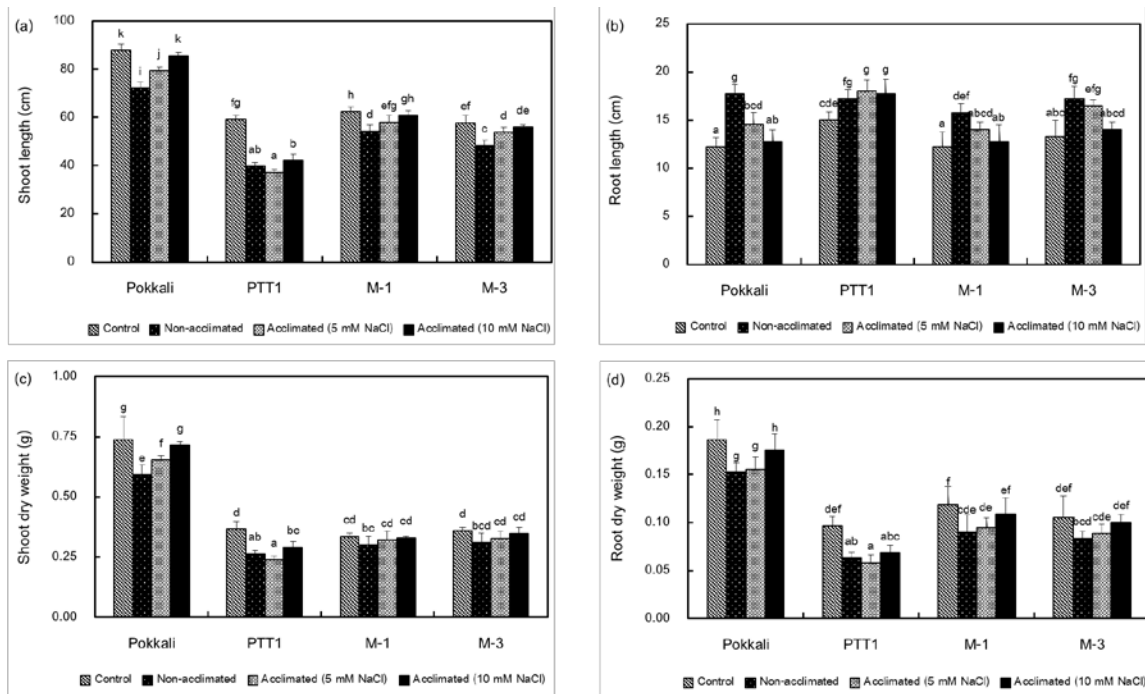 (a)
Shoot length (cm)
100
80
60
40
60
0
k i j k
fg ab a b
h d efg gh
ef c d de
Pokkali PTT1 M-1 M-3
Control Non-acclimated Acclimated (5 mM NaCl) Acclimated (10 mM NaCl)
(b)
Root length (cm)
25
20
15
10
5
0
a g bcd ab
cde fg g g
a def abcd ab
abc fg efg abcd
Pokkali PTT1 M-1 M-3
Control Non-acclimated Acclimated (5 mM NaCl) Acclimated (10 mM NaCl)
(c)
Shoot dry weight (g)
1.00
0.75
0.50
0.25
0.00
g e f g
d ab a bc
cd bc cd cd
d bcd cd cd
Pokkali PTT1 M-1 M-3
Control Non-acclimated Acclimated (5 mM NaCl) Acclimated (10 mM NaCl)
(d)
Root dry weight (g)
0.25
0.20
0.15
0.10
0.05
0.00
h g g h
def ab a abc
f cde de ef
def bcd cde def
Pokkali PTT1 M-1 M-3
Control Non-acclimated Acclimated (5 mM NaCl) Acclimated (10 mM NaCl)